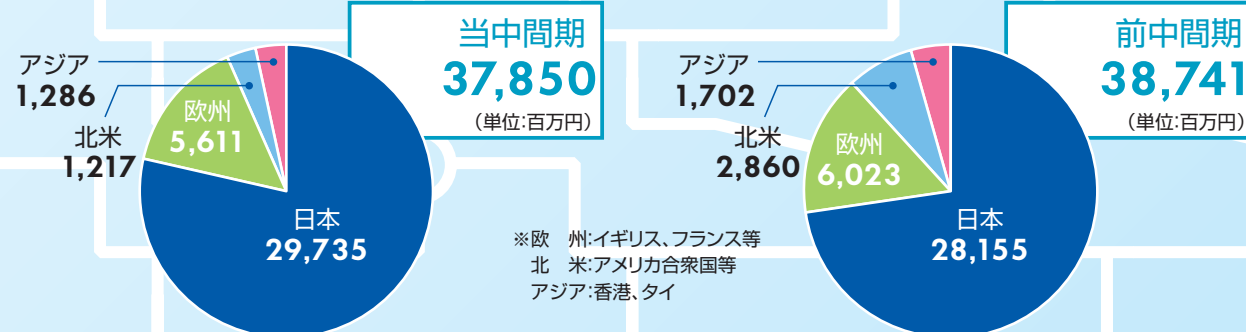 当中間期
37,850
（単位:百万円）
アジア
1,286
北米
1,217
欧州
5,611
日本
29,735
前中間期
38,741
（単位:百万円）
アジア
1,702
北米
2,860
欧州
6,023
日本
28,155
※欧　州:イギリス、フランス等
北　米:アメリカ合衆国等
アジア:香港、タイ